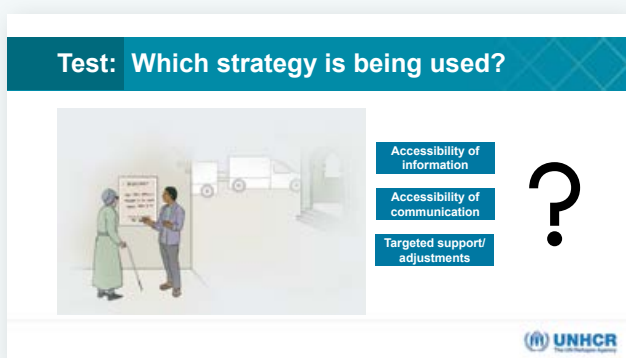 Test: Which strategy is being used?
Accessibility of
information
Accessibility of
communication
Targeted support/
adjustments
?
UNHCR
The UN Refugee Agency